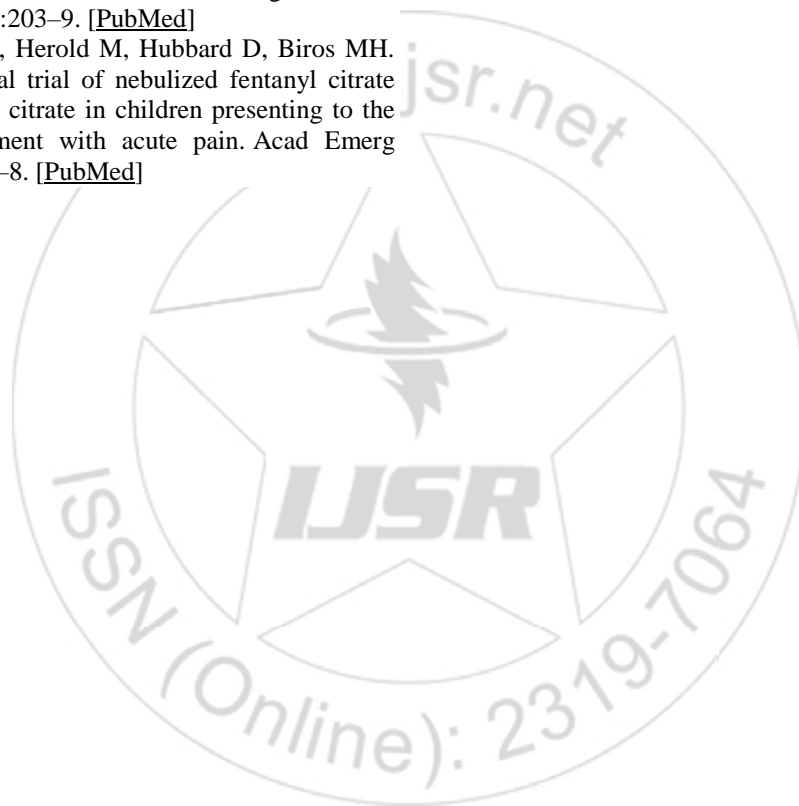 :203–9. [PubMed]
, Herold M, Hubbard D, Biros MH.
al trial of nebulized fentanyl citrate
citrate in children presenting to the
ment with acute pain. Acad Emerg
–8. [PubMed]
jsr.net
IJSR
ISSN (Online): 2319-7064